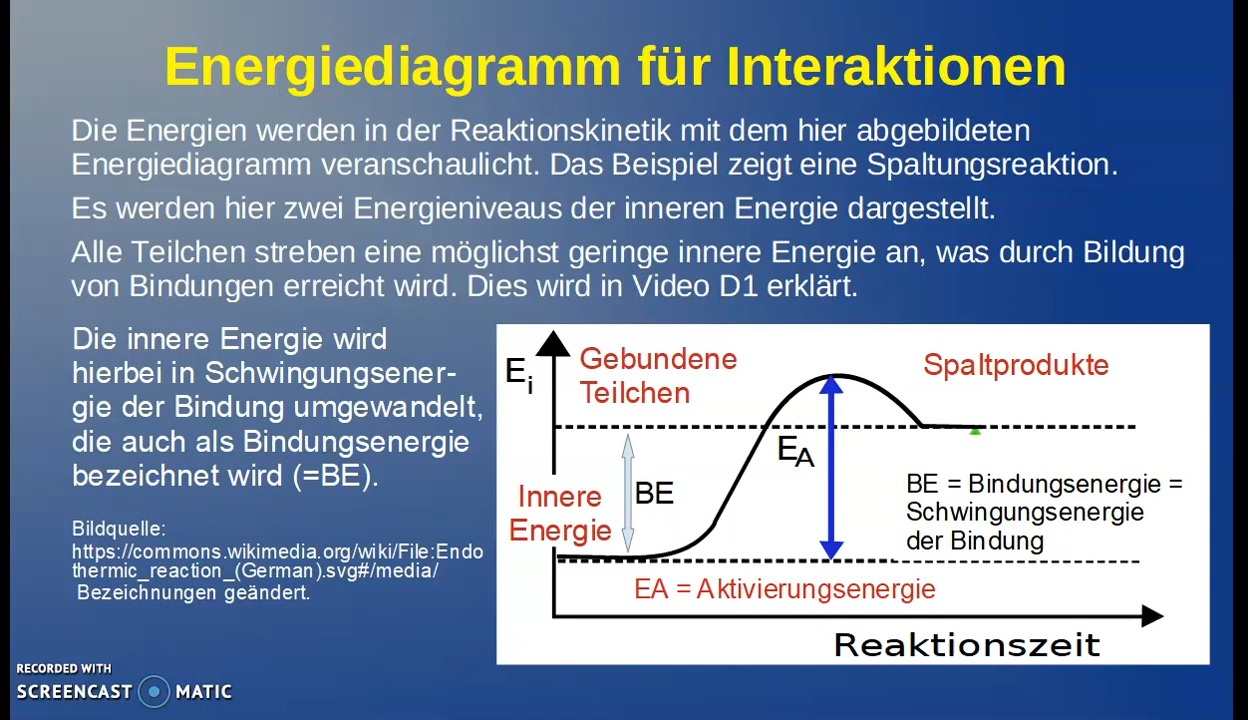 Energiediagramm für Interaktionen
Die Energien werden in der Reaktionskinetik mit dem hier abgebildeten
Energiediagramm veranschaulicht. Das Beispiel zeigt eine Spaltungsreaktion.
Es werden hier zwei Energieniveaus der inneren Energie dargestellt.
Alle Teilchen streben eine möglichst geringe innere Energie an, was durch Bildung
von Bindungen erreicht wird. Dies wird in Video D1 erklärt.
Die innere Energie wird
hierbei in Schwingungsener-
gie der Bindung umgewandelt,
die auch als Bindungsenergie
bezeichnet wird (=BE).
Bildquelle:
https://commons.wikimedia.org/wiki/File:Endo
thermic_reaction_(German).svg#/media/
Bezeichnungen geändert.
Ei
Gebundene
Teilchen
Spaltprodukte
EA
BE
Innere
Energie
BE = Bindungsenergie =
Schwingungsenergie
der Bindung
EA = Aktivierungsenergie
Reaktionszeit
RECORDED WITH
SCREENCAST MATIC